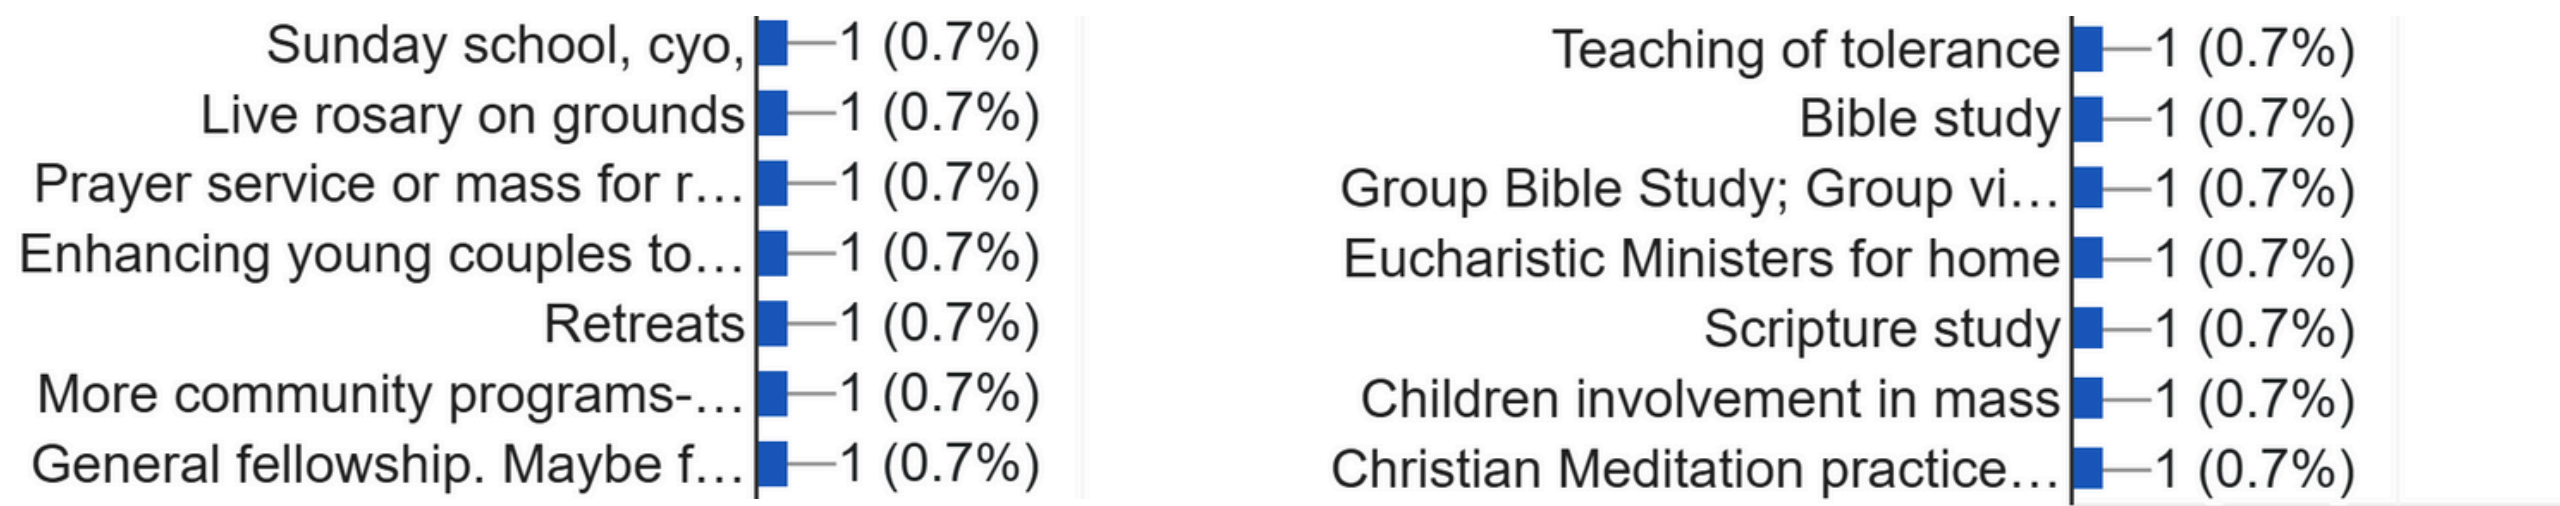 Sunday school, cyo, 1 (0.7%)
Live rosary on grounds 1 (0.7%)
Prayer service or mass for r… 1 (0.7%)
Enhancing young couples to… 1 (0.7%)
Retreats 1 (0.7%)
More community programs-… 1 (0.7%)
General fellowship. Maybe f… 1 (0.7%)
Teaching of tolerance 1 (0.7%)
Bible study 1 (0.7%)
Group Bible Study; Group vi… 1 (0.7%)
Eucharistic Ministers for home 1 (0.7%)
Scripture study 1 (0.7%)
Children involvement in mass 1 (0.7%)
Christian Meditation practice… 1 (0.7%)